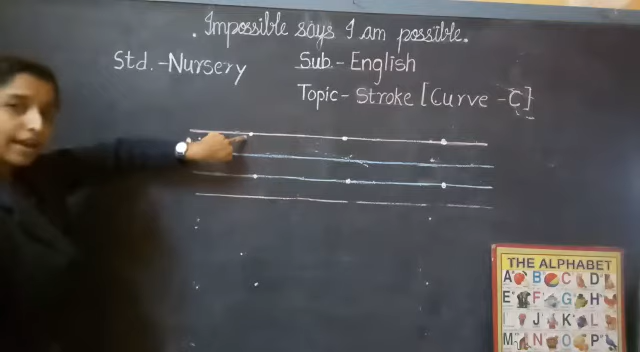 . Impossible says I am possible.
Std. - Nursery
Sub. - English
Topic - Stroke [Curve - C]
THE ALPHABET
A B C D
E F G H
I J K L
M N O P